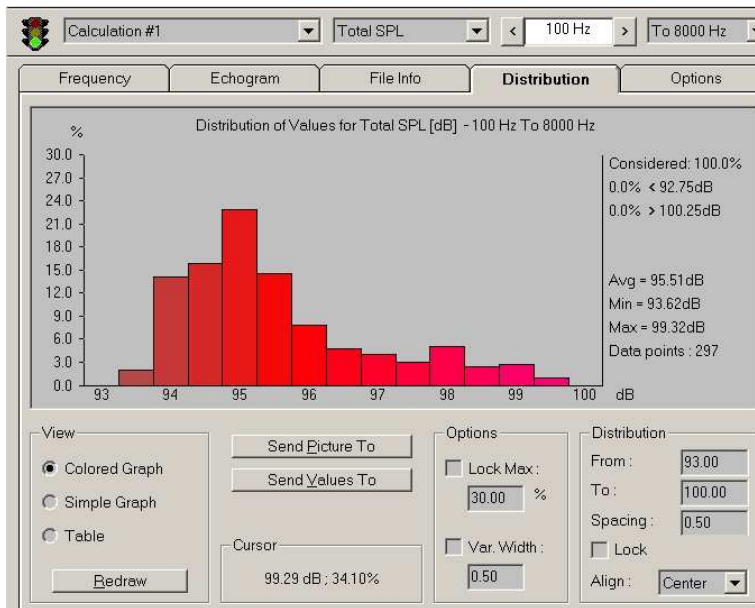 Calculation #1 Total SPL < 100 Hz > To 8000 Hz
Frequency Echogram File Info Distribution Options
Distribution of Values for Total SPL [dB] - 100 Hz To 8000 Hz
%
30.0
27.0
24.0
21.0
18.0
15.0
12.0
9.0
6.0
3.0
0.0
93 94 95 96 97 98 99 100 dB
Considered: 100.0%
0.0% < 92.75dB
0.0% > 100.25dB
Avg = 95.51dB
Min = 93.62dB
Max = 99.32dB
Data points : 297
View
Colored Graph
Simple Graph
Table
Redraw
Send Picture To
Send Values To
Cursor
99.29 dB ; 34.10%
Options
Lock Max :
30.00 %
Var. Width :
0.50
Distribution
From : 93.00
To : 100.00
Spacing : 0.50
Lock
Align : Center